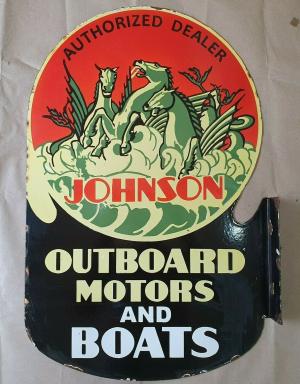 AUTHORIZED DEALER
JOHNSON
OUTBOARD
MOTORS
AND
BOATS